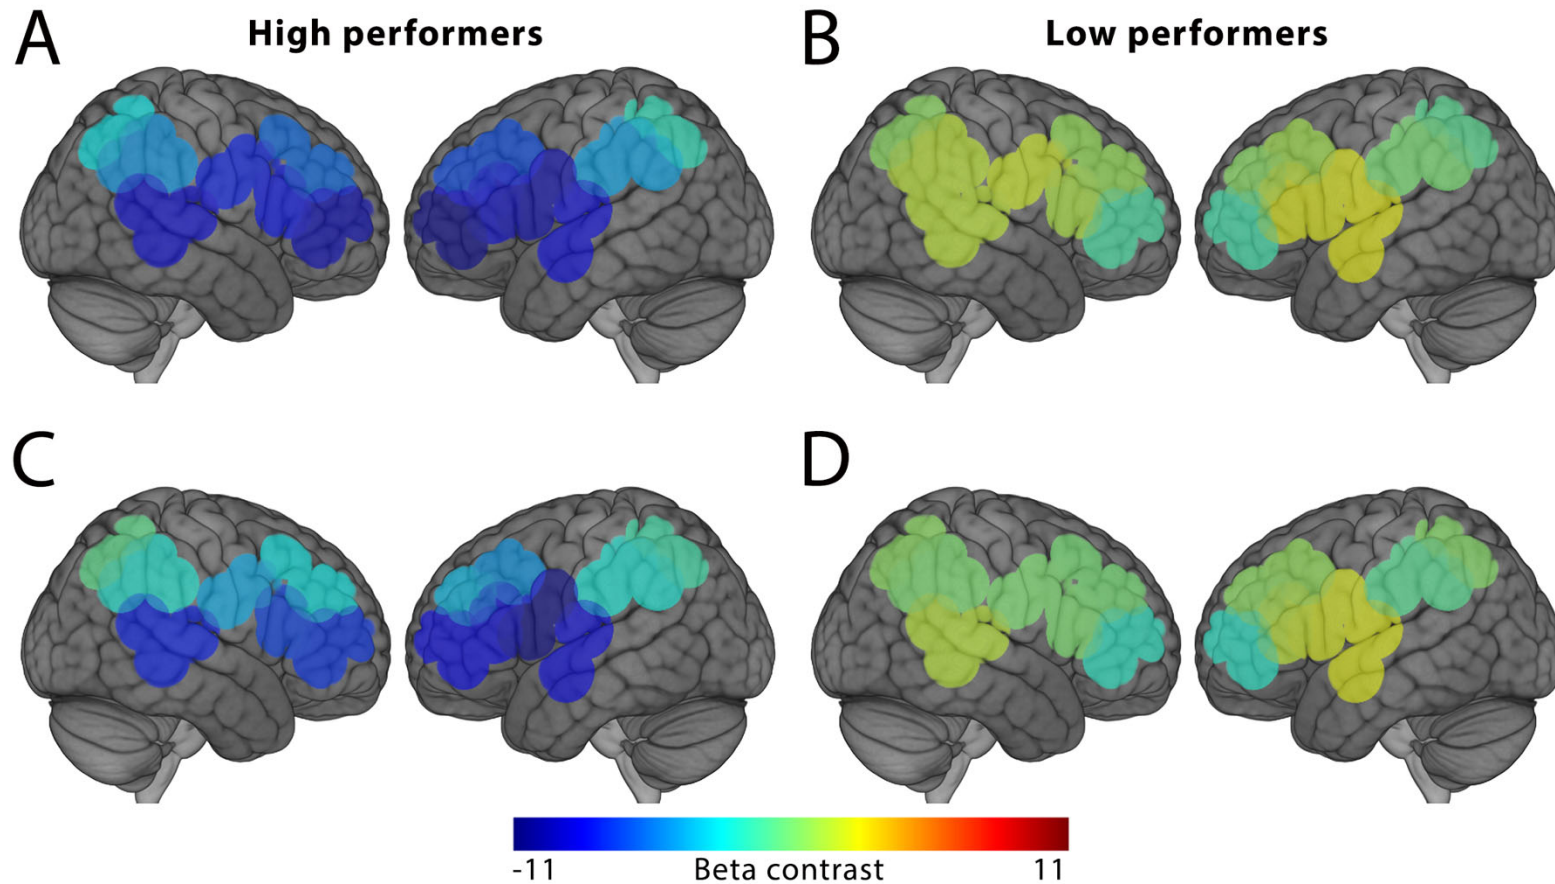 A High performers
B Low performers
C
D
-11 Beta contrast 11